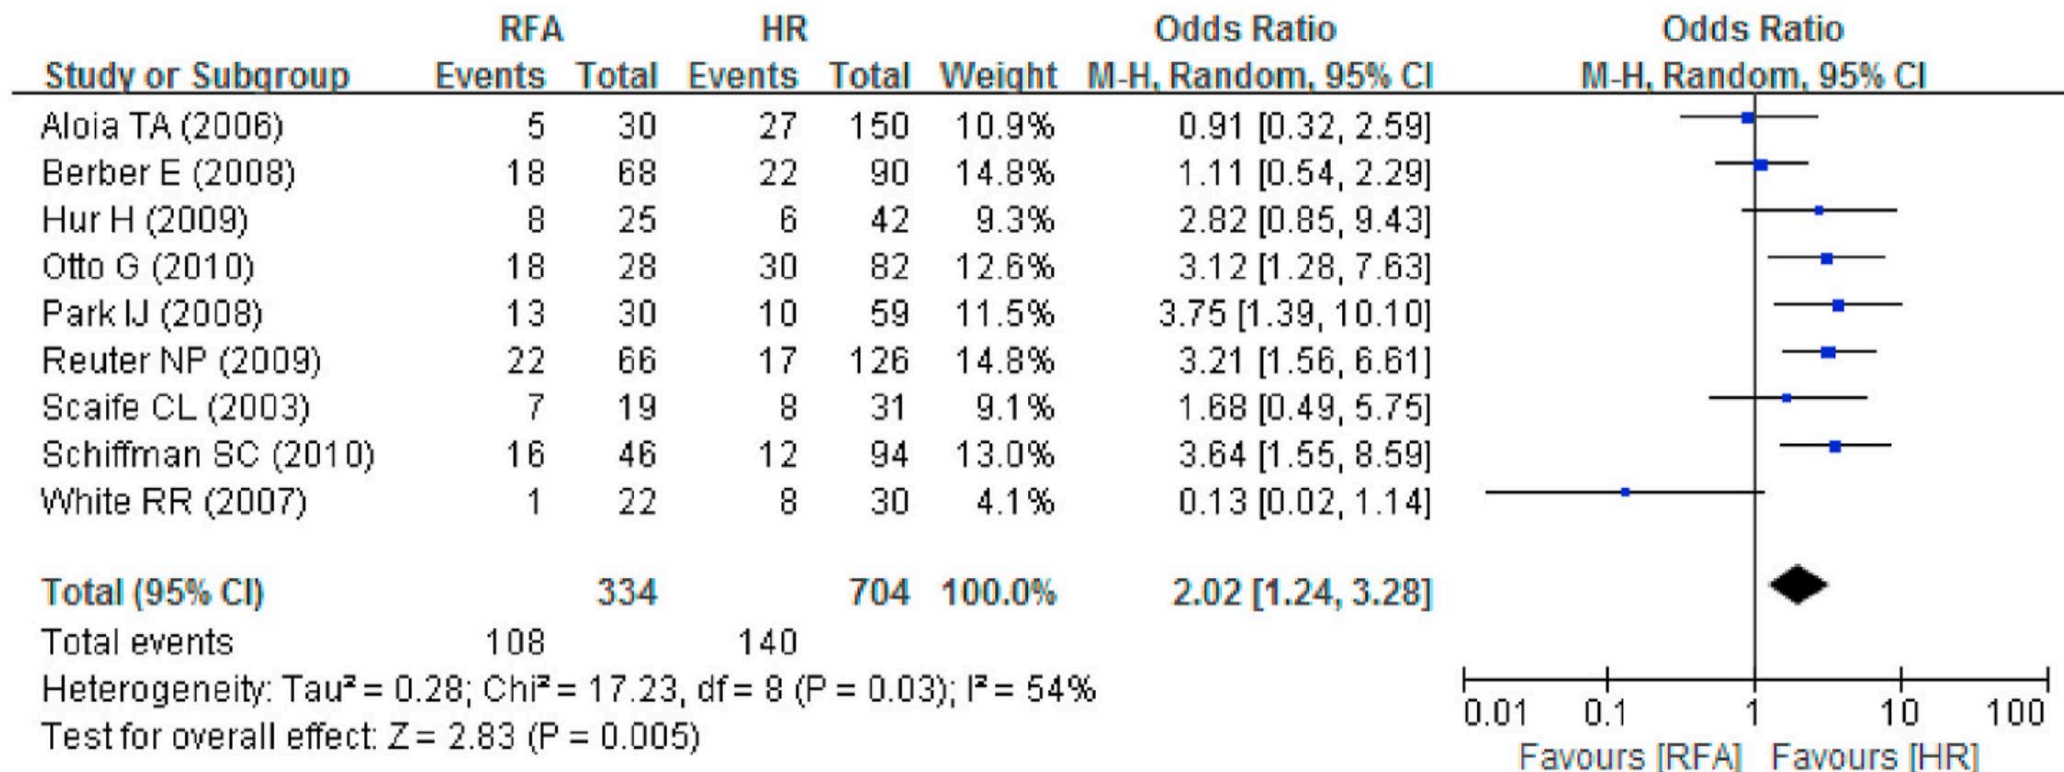 RFA HR Odds Ratio Odds Ratio
Study or Subgroup Events Total Events Total Weight M-H, Random, 95% CI M-H, Random, 95% CI
Aloia TA (2006) 5 30 27 150 10.9% 0.91 [0.32, 2.59]
Berber E (2008) 18 68 22 90 14.8% 1.11 [0.54, 2.29]
Hur H (2009) 8 25 6 42 9.3% 2.82 [0.85, 9.43]
Otto G (2010) 18 28 30 82 12.6% 3.12 [1.28, 7.63]
Park IJ (2008) 13 30 10 59 11.5% 3.75 [1.39, 10.10]
Reuter NP (2009) 22 66 17 126 14.8% 3.21 [1.56, 6.61]
Scaife CL (2003) 7 19 8 31 9.1% 1.68 [0.49, 5.75]
Schiffman SC (2010) 16 46 12 94 13.0% 3.64 [1.55, 8.59]
White RR (2007) 1 22 8 30 4.1% 0.13 [0.02, 1.14]
Total (95% CI) 334 704 100.0% 2.02 [1.24, 3.28]
Total events 108 140
Heterogeneity: Tau² = 0.28; Chi² = 17.23, df = 8 (P = 0.03); I² = 54%
Test for overall effect: Z = 2.83 (P = 0.005)
0.01 0.1 1 10 100
Favours [RFA] Favours [HR]